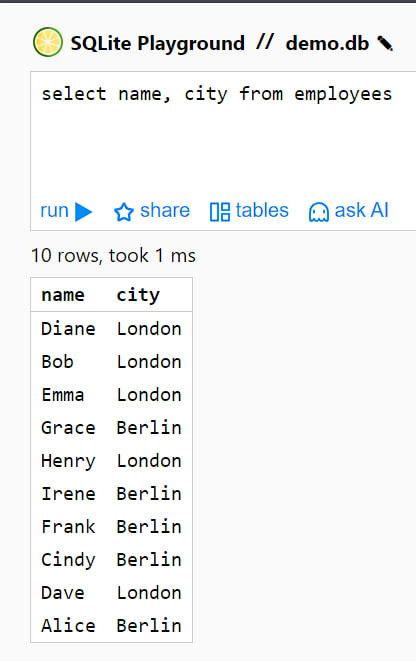 SQLite Playground // demo.db
select name, city from employees
run share tables ask AI
10 rows, took 1 ms
name city
Diane London
Bob London
Emma London
Grace Berlin
Henry London
Irene Berlin
Frank Berlin
Cindy Berlin
Dave London
Alice Berlin